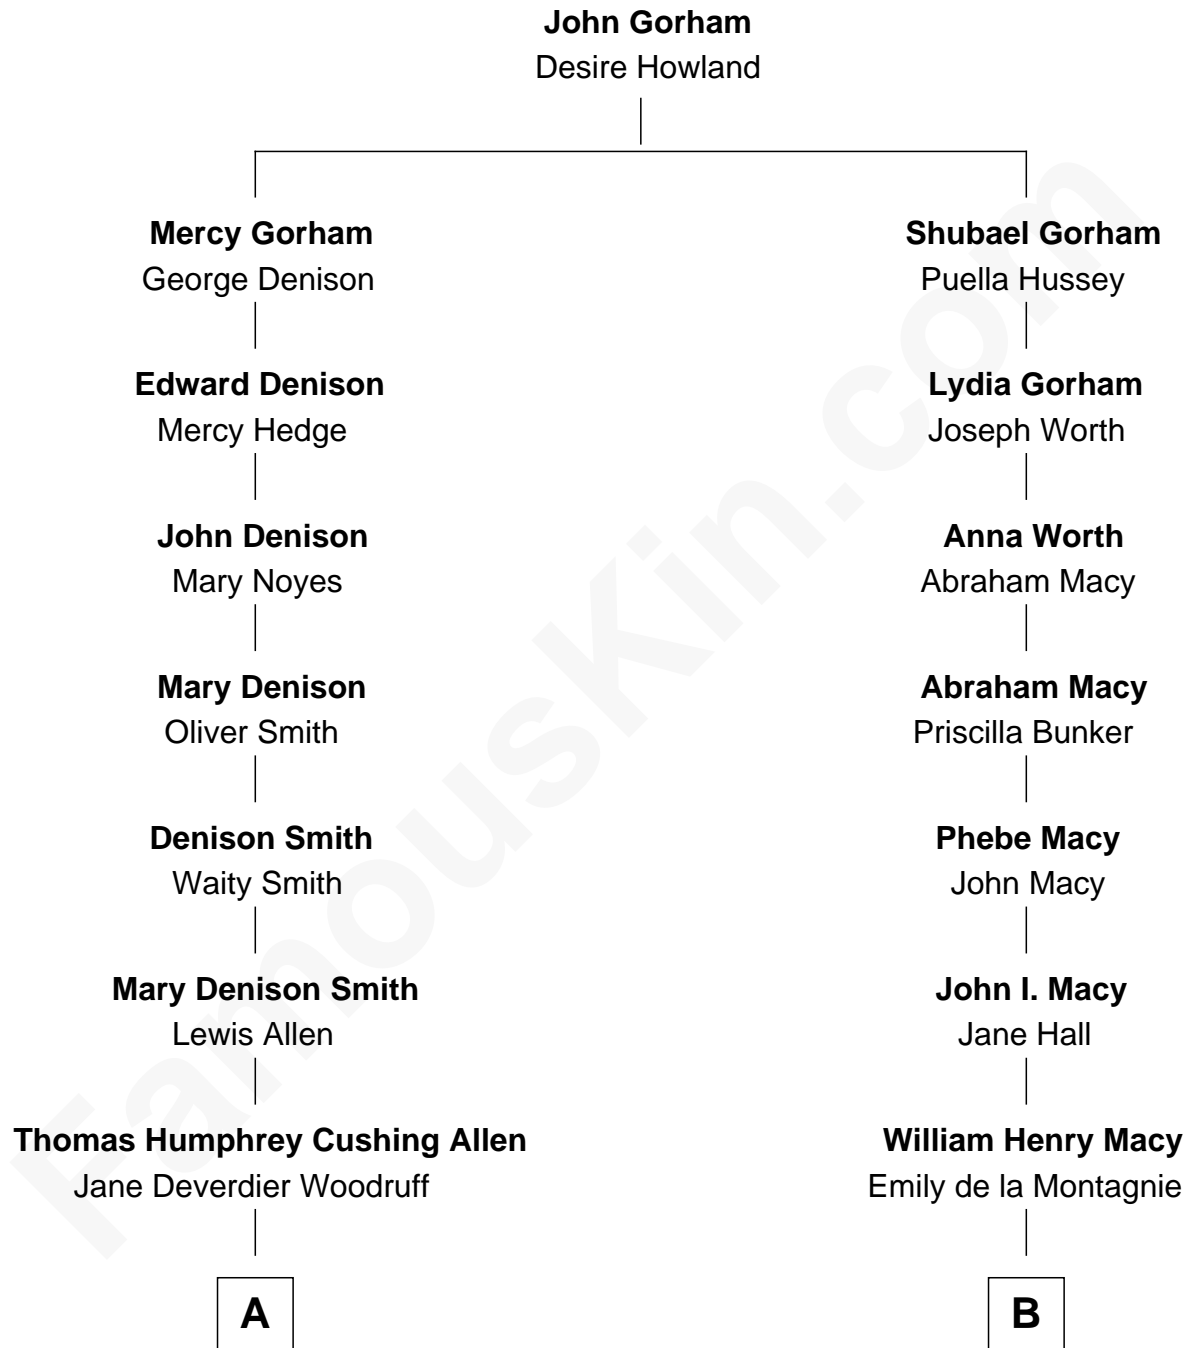 John Gorham
Desire Howland
Mercy Gorham
George Denison
Shubael Gorham
Puella Hussey
Edward Denison
Mercy Hedge
Lydia Gorham
Joseph Worth
John Denison
Mary Noyes
Anna Worth
Abraham Macy
Mary Denison
Oliver Smith
Abraham Macy
Priscilla Bunker
Denison Smith
Waity Smith
Phebe Macy
John Macy
Mary Denison Smith
Lewis Allen
John I. Macy
Jane Hall
Thomas Humphrey Cushing Allen
Jane Deverdier Woodruff
William Henry Macy
Emily de la Montagnie
A
B
FamousKin.com